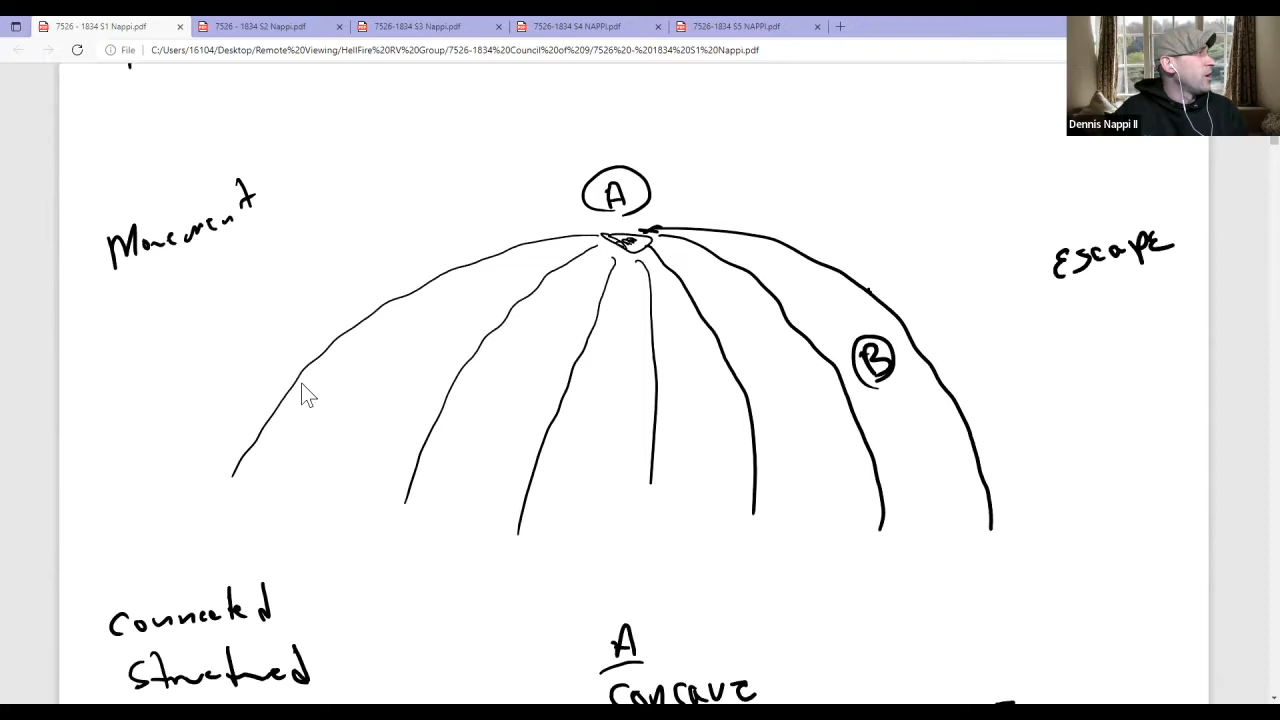 7526 - 1834 S1 Nappi.pdf
7526 - 1834 S2 Nappi.pdf
7526-1834 S3 Nappi.pdf
7526-1834 S4 NAPPI.pdf
7526-1834 S5 NAPPI.pdf
File
C:/Users/16104/Desktop/Remote%20Viewing/HellFire%20RV%20Group/7526-1834%20Council%20of%209/7526%20-%201834%20S1%20Nappi.pdf
Dennis Nappi II
A
Movement
Escape
B
Connected
Structured
A
Concave